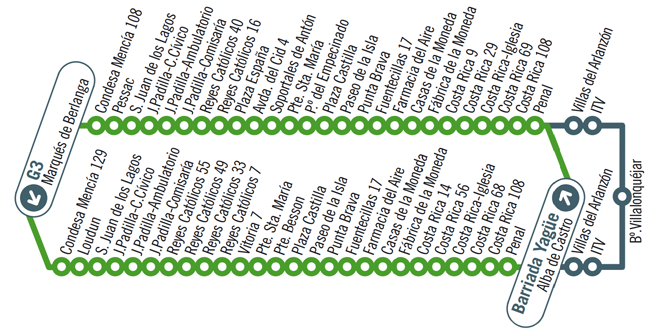 G3
Marqués de Berlanga
Condesa Mencía 108
Pessac
S. Juan de los Lagos
J.Padilla-C.Cívico
J.Padilla-Ambulatorio
J.Padilla-Comisaría
Reyes Católicos 40
Reyes Católicos 16
Plaza España
Avda. del Cid 4
Soportales de Antón
Pte. Sta. María
Pº. del Empecinado
Plaza Castilla
Paseo de la Isla
Punta Brava
Fuentecillas 17
Farmacia del Aire
Casas de la Moneda
Fábrica de la Moneda
Costa Rica 9
Costa Rica 29
Costa Rica-Iglesia
Costa Rica 69
Costa Rica 108
Penal
Villas del Arlanzón
ITV
Condesa Mencía 129
Loudun
S. Juan de los Lagos
J.Padilla-C.Cívico
J.Padilla-Ambulatorio
J.Padilla-Comisaría
Reyes Católicos 55
Reyes Católicos 49
Reyes Católicos 33
Reyes Católicos 7
Vitoria 7
Pte. Sta. María
Pte. Besson
Plaza Castilla
Paseo de la Isla
Punta Brava
Fuentecillas 17
Farmacia del Aire
Casas de la Moneda
Fábrica de la Moneda
Costa Rica 14
Costa Rica 56
Costa Rica-Iglesia
Costa Rica 68
Costa Rica 108
Penal
Barriada Yagüe
Alba de Castro
Villas del Arlanzón
ITV
Bº Villalonquéjar